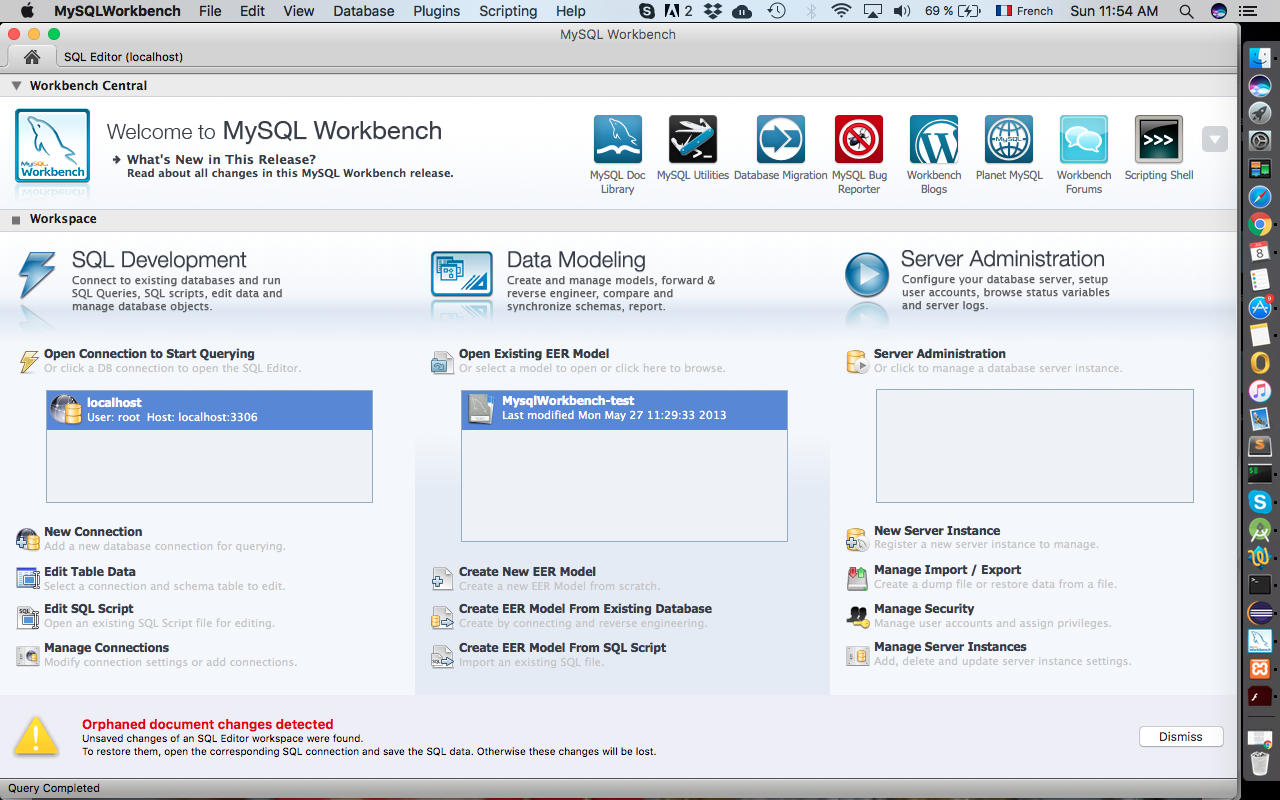 MySQLWorkbench File Edit View Database Plugins Scripting Help 2 69 % French Sun 11:54 AM
MySQL Workbench
SQL Editor (localhost)
Workbench Central
Welcome to MySQL Workbench
What's New in This Release?
Read about all changes in this MySQL Workbench release.
MySQL
Workbench
MySQL Doc
Library
MySQL Utilities
Database Migration
MySQL Bug
Reporter
Workbench
Blogs
MySQL
Planet MySQL
Workbench
Forums
>>>
Scripting Shell
Workspace
SQL Development
Connect to existing databases and run
SQL Queries, SQL scripts, edit data and
manage database objects.
Open Connection to Start Querying
Or click a DB connection to open the SQL Editor.
localhost
User: root Host: localhost:3306
New Connection
Add a new database connection for querying.
Edit Table Data
Select a connection and schema table to edit.
SQL
Edit SQL Script
Open an existing SQL Script file for editing.
Manage Connections
Modify connection settings or add connections.
Data Modeling
Create and manage models, forward &
reverse engineer, compare and
synchronize schemas, report.
Open Existing EER Model
Or select a model to open or click here to browse.
MysqlWorkbench-test
Last modified Mon May 27 11:29:33 2013
Create New EER Model
Create a new EER Model from scratch.
Create EER Model From Existing Database
Create by connecting and reverse engineering.
Create EER Model From SQL Script
Import an existing SQL file.
Server Administration
Configure your database server, setup
user accounts, browse status variables
and server logs.
Server Administration
Or click to manage a database server instance.
New Server Instance
Register a new server instance to manage.
Manage Import / Export
Create a dump file or restore data from a file.
Manage Security
Manage user accounts and assign privileges.
Manage Server Instances
Add, delete and update server instance settings.
Orphaned document changes detected
Unsaved changes of an SQL Editor workspace were found.
To restore them, open the corresponding SQL connection and save the SQL data. Otherwise these changes will be lost.
Dismiss
Query Completed
8